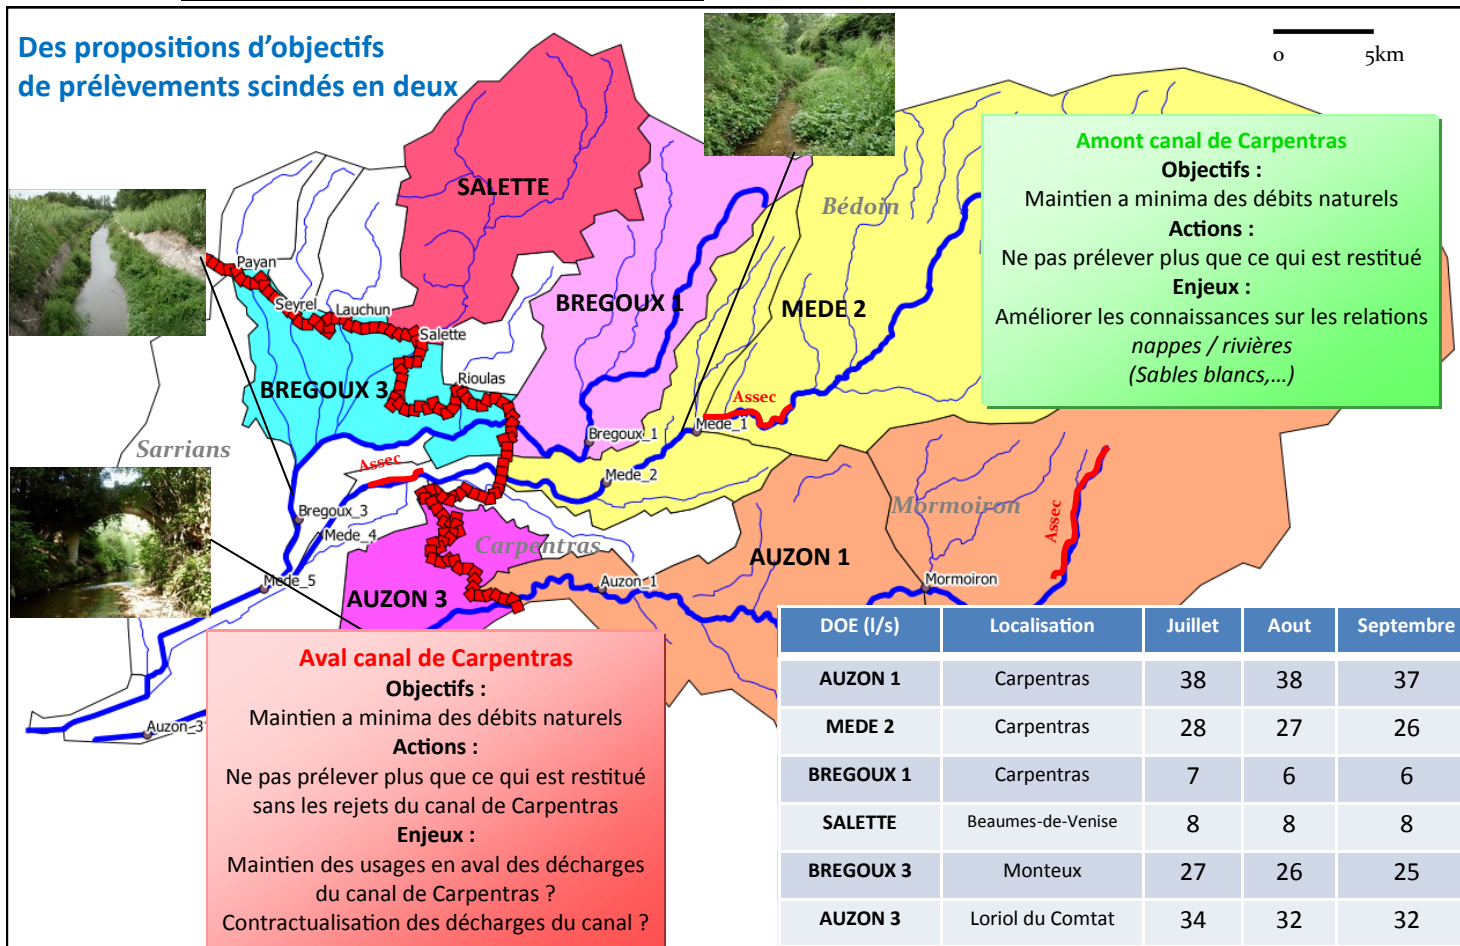 Des propositions d'objectifs
de prélèvements scindés en deux
0 5km
Amont canal de Carpentras
Objectifs :
Maintien a minima des débits naturels
Actions :
Ne pas prélever plus que ce qui est restitué
Enjeux :
Améliorer les connaissances sur les relations
nappes / rivières
(Sables blancs,...)
SALETTE
Bédoin
Payan
Seyrel
Lauchun
Salette
BREGOUX 1
MEDE 2
BREGOUX 3
Rioulas
Assec
Mede_1
Bregoux_1
Sarrians
Assec
Mede_2
Mormoiron
Assec
Bregoux_3
Mede_4
Carpentras
AUZON 1
Mede_5
Auzon_1
Mormoiron
AUZON 3
Auzon_3
Aval canal de Carpentras
Objectifs :
Maintien a minima des débits naturels
Actions :
Ne pas prélever plus que ce qui est restitué
sans les rejets du canal de Carpentras
Enjeux :
Maintien des usages en aval des décharges
du canal de Carpentras ?
Contractualisation des décharges du canal ?
DOE (l/s) Localisation Juillet Aout Septembre
AUZON 1 Carpentras 38 38 37
MEDE 2 Carpentras 28 27 26
BREGOUX 1 Carpentras 7 6 6
SALETTE Beaumes-de-Venise 8 8 8
BREGOUX 3 Monteux 27 26 25
AUZON 3 Loriol du Comtat 34 32 32